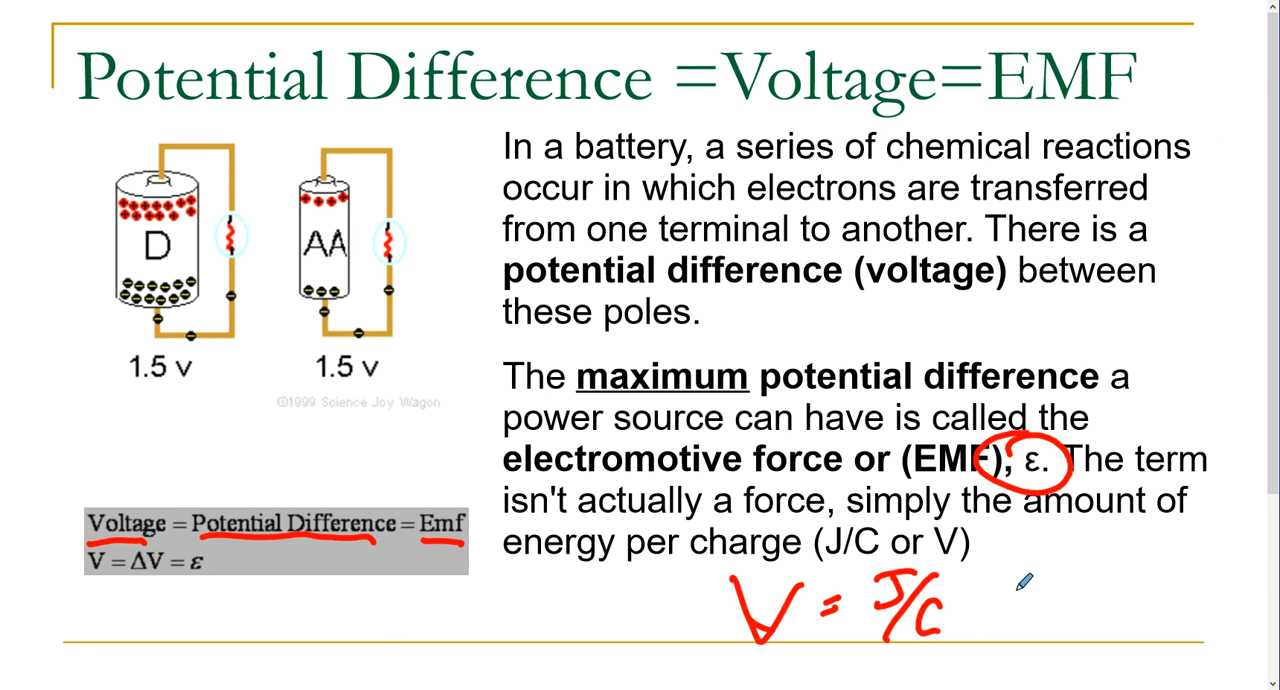 Potential Difference =Voltage=EMF
In a battery, a series of chemical reactions
occur in which electrons are transferred
from one terminal to another. There is a
potential difference (voltage) between
these poles.
The maximum potential difference a
power source can have is called the
electromotive force or (EMF), ε. The term
isn't actually a force, simply the amount of
energy per charge (J/C or V)
D
AA
1.5 v
1.5 v
©1999 Science Joy Wagon
Voltage = Potential Difference = Emf
V = ΔV = ε
V = J/C